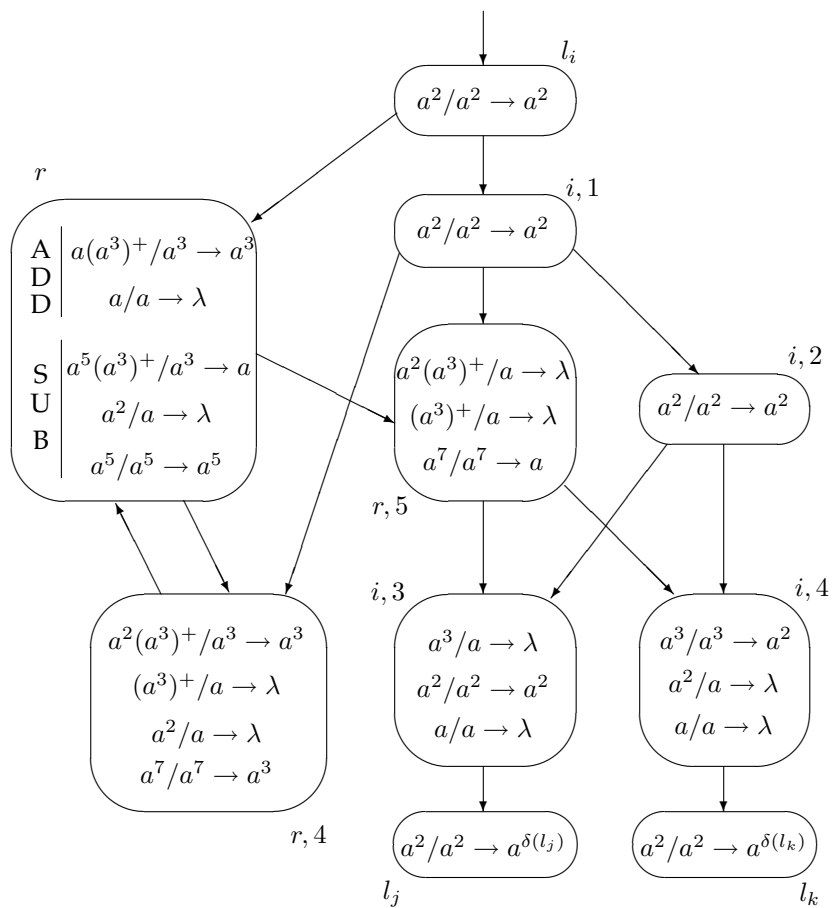 l_i
a^2/a^2 → a^2
r
i, 1
a^2/a^2 → a^2
A D D
a(a^3)^+/a^3 → a^3
a/a → λ
S U B
a^5(a^3)^+/a^3 → a
a^2/a → λ
a^5/a^5 → a^5
a^2(a^3)^+/a → λ
(a^3)^+/a → λ
a^7/a^7 → a
r, 5
i, 2
a^2/a^2 → a^2
a^2(a^3)^+/a^3 → a^3
(a^3)^+/a → λ
a^2/a → λ
a^7/a^7 → a^3
r, 4
i, 3
a^3/a → λ
a^2/a^2 → a^2
a/a → λ
i, 4
a^3/a^3 → a^2
a^2/a → λ
a/a → λ
a^2/a^2 → a^{δ(l_j)}
l_j
a^2/a^2 → a^{δ(l_k)}
l_k